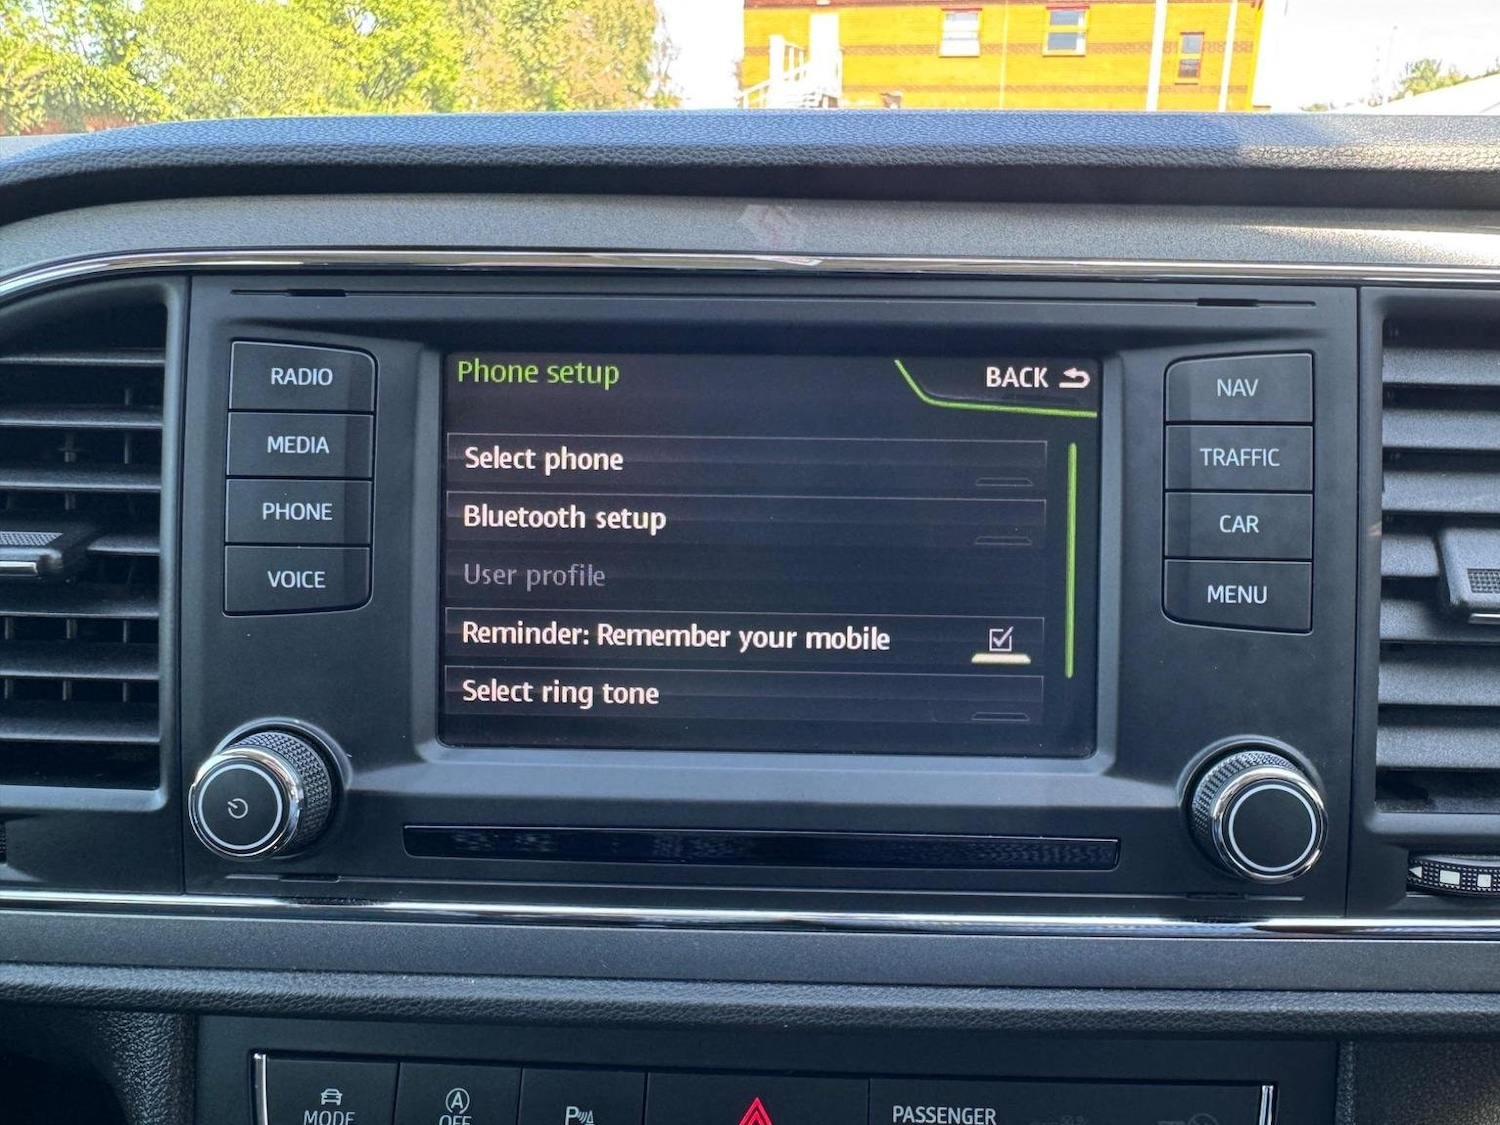 Phone setup
BACK
RADIO
MEDIA
PHONE
VOICE
Select phone
Bluetooth setup
User profile
Reminder: Remember your mobile
Select ring tone
NAV
TRAFFIC
CAR
MENU
MODE
A
OFF
P
PASSENGER